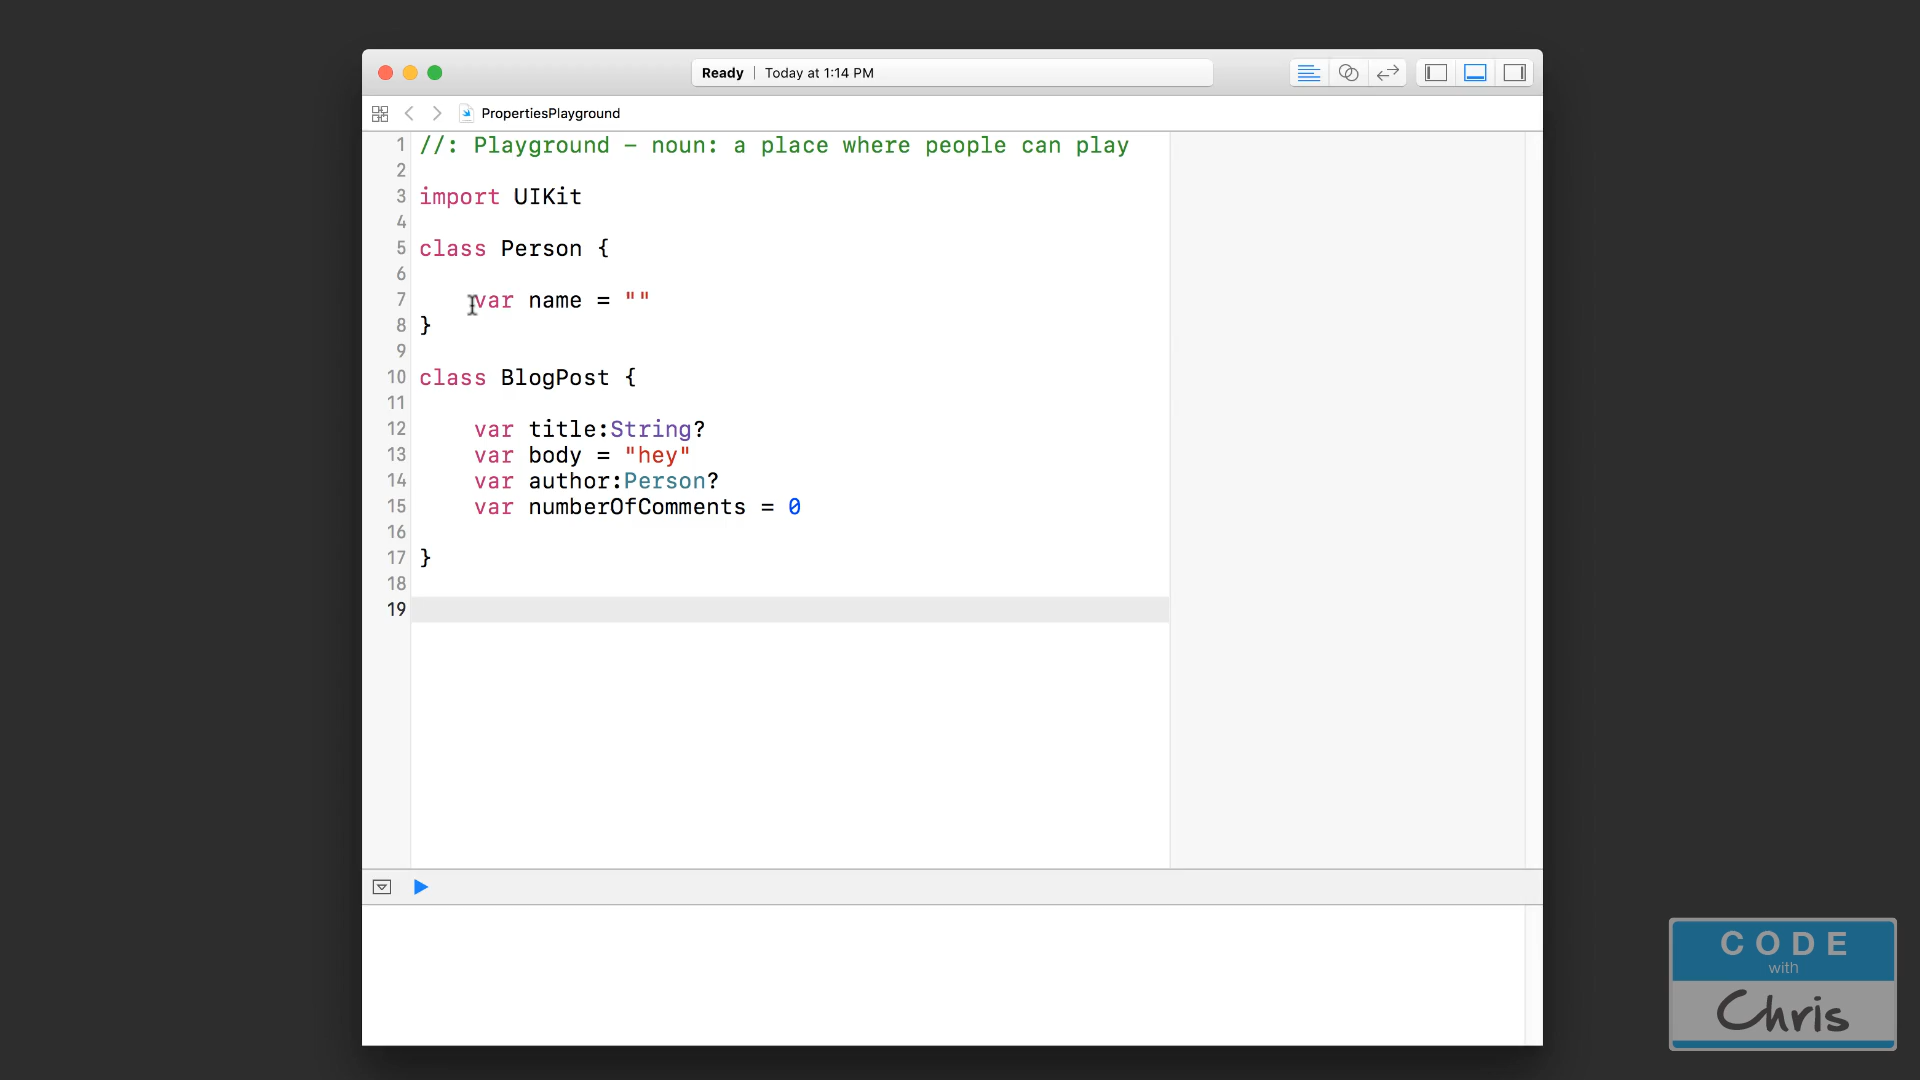 Ready | Today at 1:14 PM
PropertiesPlayground
1 //: Playground – noun: a place where people can play
2
3 import UIKit
4
5 class Person {
6
7     var name = ""
8 }
9
10 class BlogPost {
11
12     var title:String?
13     var body = "hey"
14     var author:Person?
15     var numberOfComments = 0
16
17 }
18
19
CODE
with
Chris